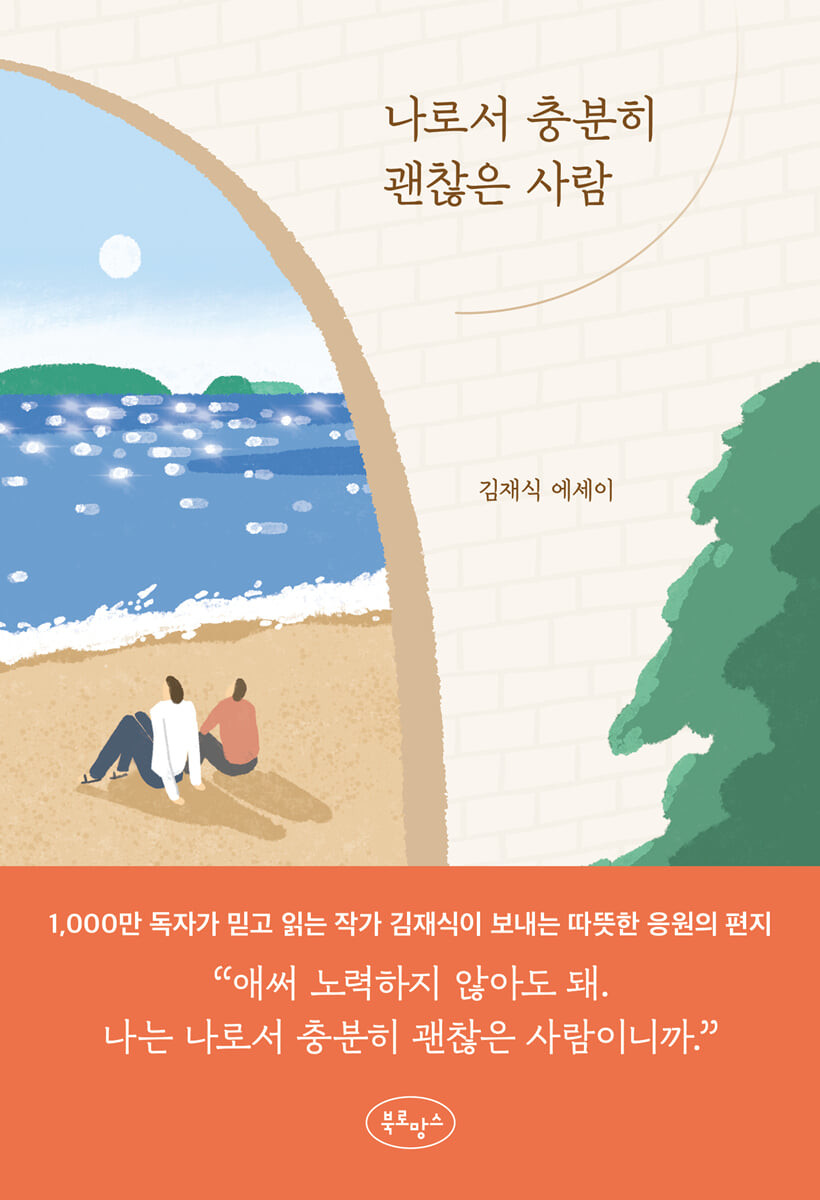 나로서 충분히
괜찮은 사람
김재식 에세이
1,000만 독자가 믿고 읽는 작가 김재식이 보내는 따뜻한 응원의 편지
“애써 노력하지 않아도 돼.
나는 나로서 충분히 괜찮은 사람이니까.”
북로망스